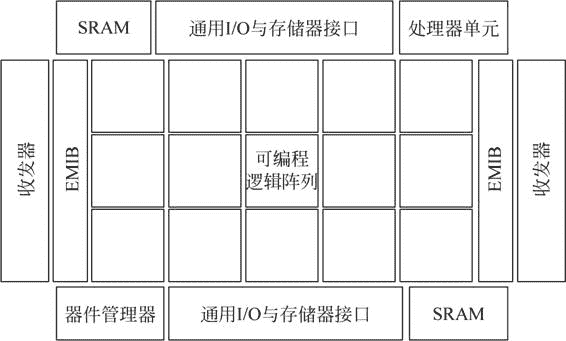 SRAM
通用I/O与存储器接口
处理器单元
收发器
EMIB
可编程
逻辑阵列
EMIB
收发器
器件管理器
通用I/O与存储器接口
SRAM